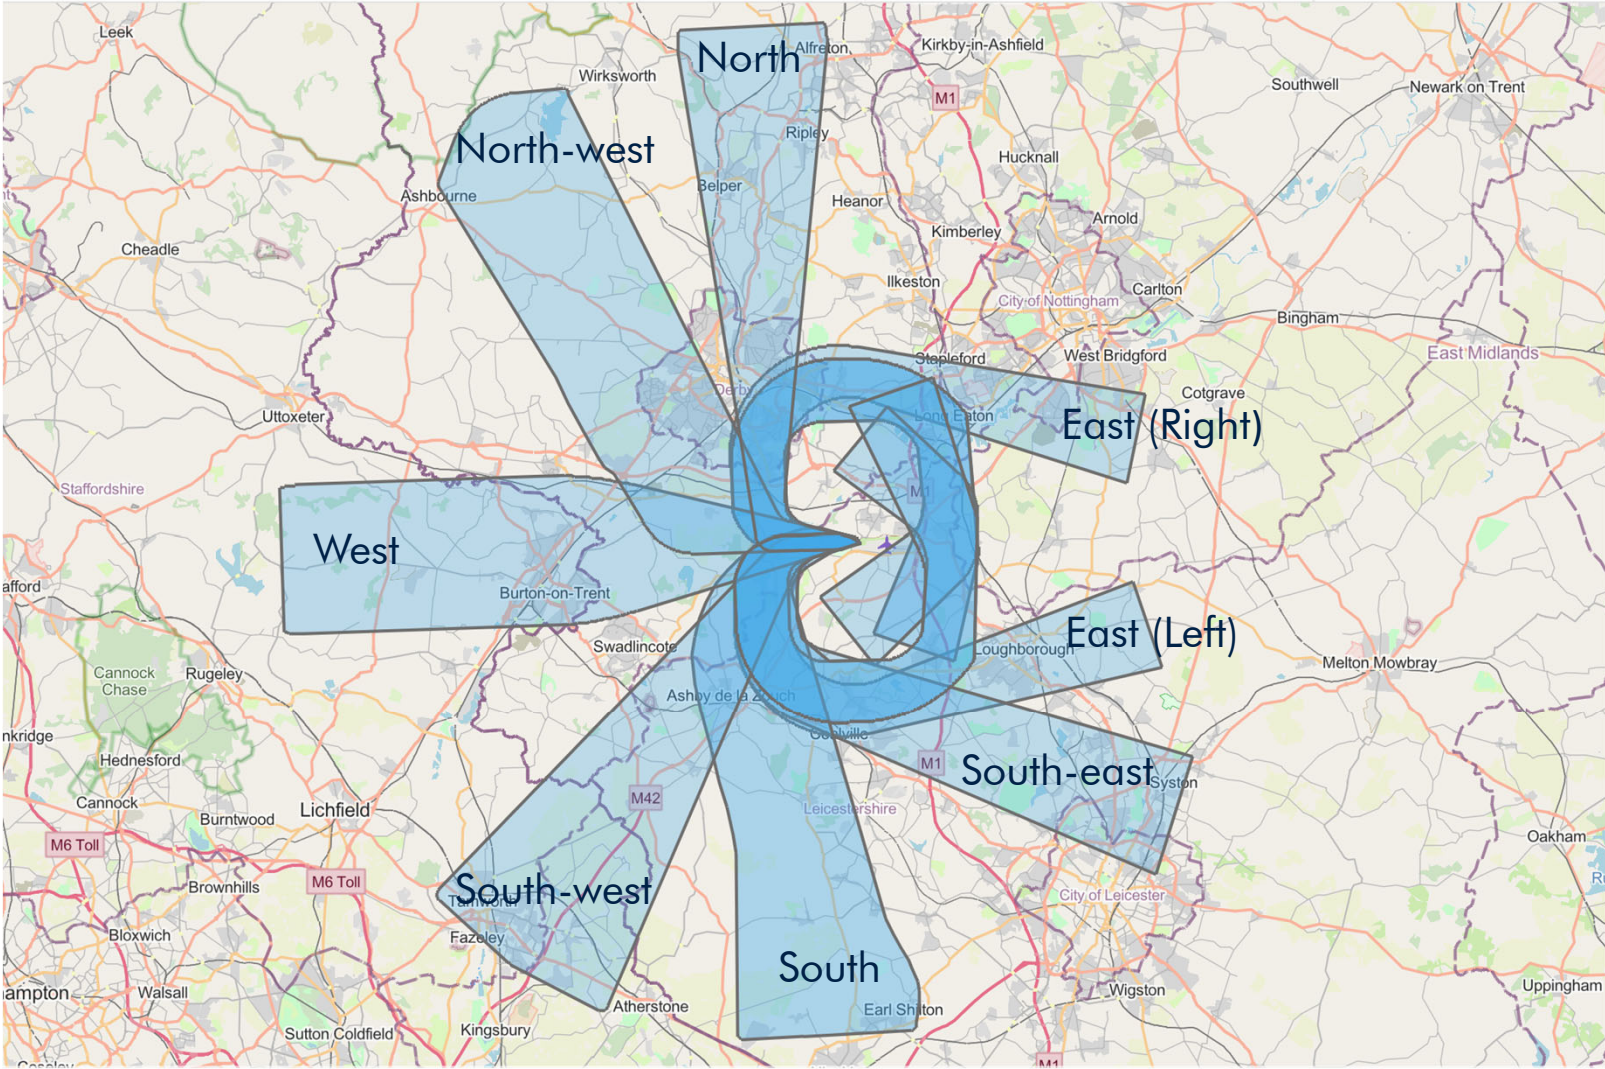 Leek
North
Alfreton
Kirkby-in-Ashfield
Wirksworth
Southwell
Newark on Trent
M1
Ripley
North-west
Hucknall
Belper
Ashbourne
Heanor
Arnold
Kimberley
Cheadle
Ilkeston
Carlton
City of Nottingham
Bingham
Stapleford
West Bridgford
East Midlands
Derby
Cotgrave
Long Eaton
Uttoxeter
East (Right)
Staffordshire
M1
West
afford
Burton-on-Trent
East (Left)
Swadlincote
Loughborough
Melton Mowbray
Cannock
Chase
Rugeley
Ashby de la Zouch
nkridge
Coalville
Hednesford
M1
South-east
Syston
M42
Cannock
Lichfield
Leicestershire
Burntwood
Oakham
M6 Toll
M6 Toll
Brownhills
South-west
Tamworth
City of Leicester
Bloxwich
Fazeley
South
hampton
Walsall
Atherstone
Earl Shilton
Wigston
Uppingham
Sutton Coldfield
Kingsbury
M1